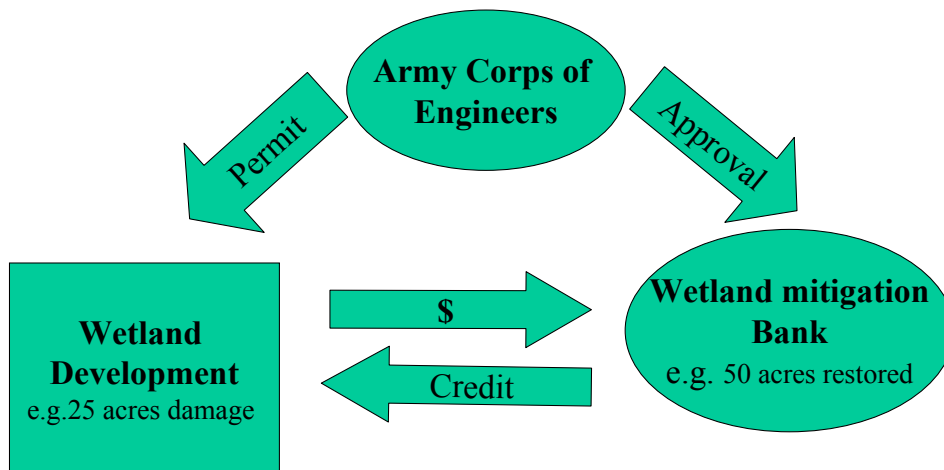 Army Corps of
Engineers
Permit
Approval
Wetland
Development
e.g.25 acres damage
$
Credit
Wetland mitigation
Bank
e.g. 50 acres restored